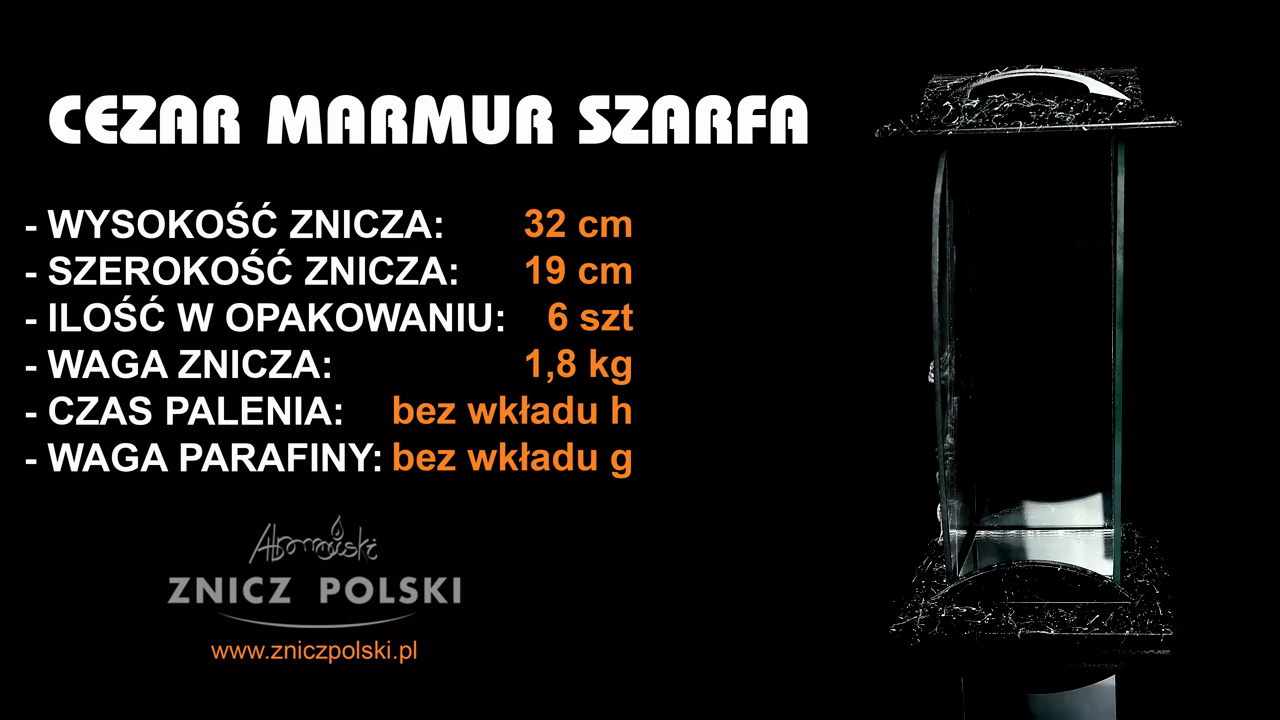 CEZAR MARMUR SZARFA
- WYSOKOŚĆ ZNICZA: 32 cm
- SZEROKOŚĆ ZNICZA: 19 cm
- ILOŚĆ W OPAKOWANIU: 6 szt
- WAGA ZNICZA: 1,8 kg
- CZAS PALENIA: bez wkładu h
- WAGA PARAFINY: bez wkładu g
ZNICZ POLSKI
www.zniczpolski.pl